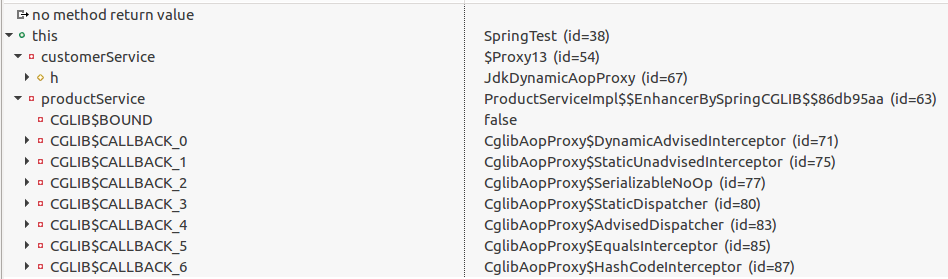 no method return value
this SpringTest (id=38)
customerService $Proxy13 (id=54)
h JdkDynamicAopProxy (id=67)
productService ProductServiceImpl$$EnhancerBySpringCGLIB$$86db95aa (id=63)
CGLIB$BOUND false
CGLIB$CALLBACK_0 CglibAopProxy$DynamicAdvisedInterceptor (id=71)
CGLIB$CALLBACK_1 CglibAopProxy$StaticUnadvisedInterceptor (id=75)
CGLIB$CALLBACK_2 CglibAopProxy$SerializableNoOp (id=77)
CGLIB$CALLBACK_3 CglibAopProxy$StaticDispatcher (id=80)
CGLIB$CALLBACK_4 CglibAopProxy$AdvisedDispatcher (id=83)
CGLIB$CALLBACK_5 CglibAopProxy$EqualsInterceptor (id=85)
CGLIB$CALLBACK_6 CglibAopProxy$HashCodeInterceptor (id=87)